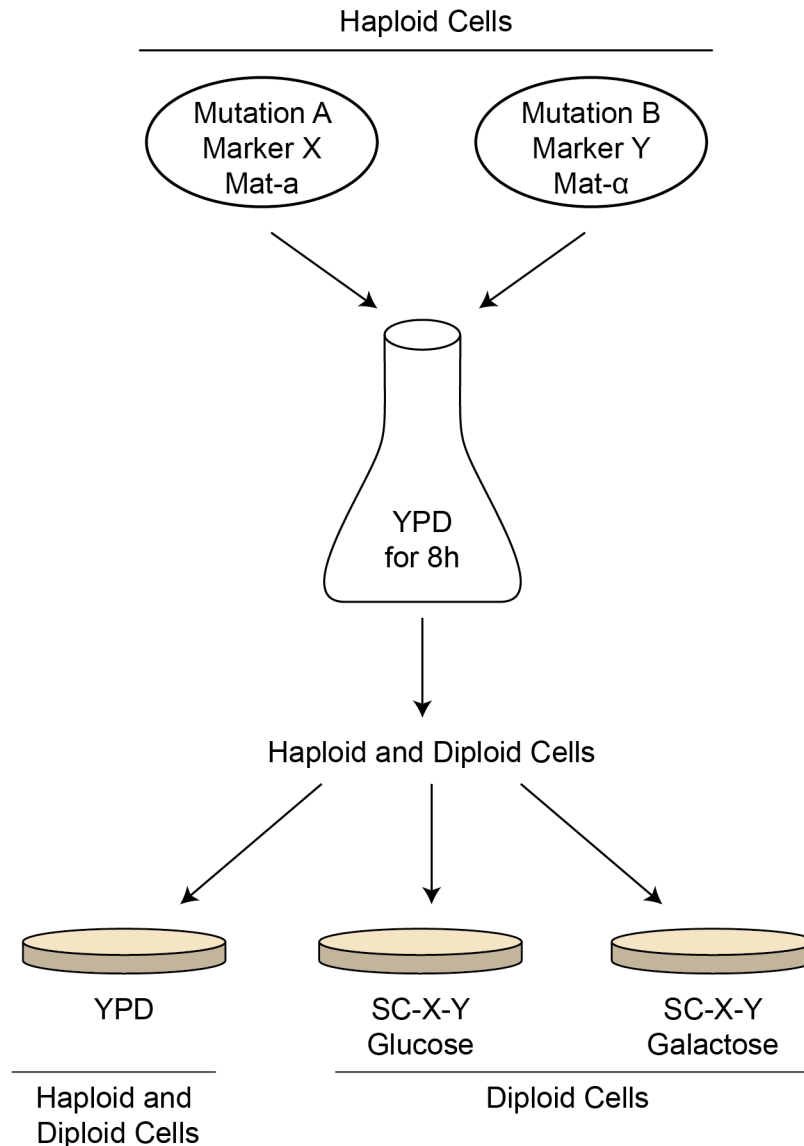 Haploid Cells
Mutation A
Marker X
Mat-a
Mutation B
Marker Y
Mat-α
YPD
for 8h
Haploid and Diploid Cells
YPD
SC-X-Y
Glucose
SC-X-Y
Galactose
Haploid and
Diploid Cells
Diploid Cells